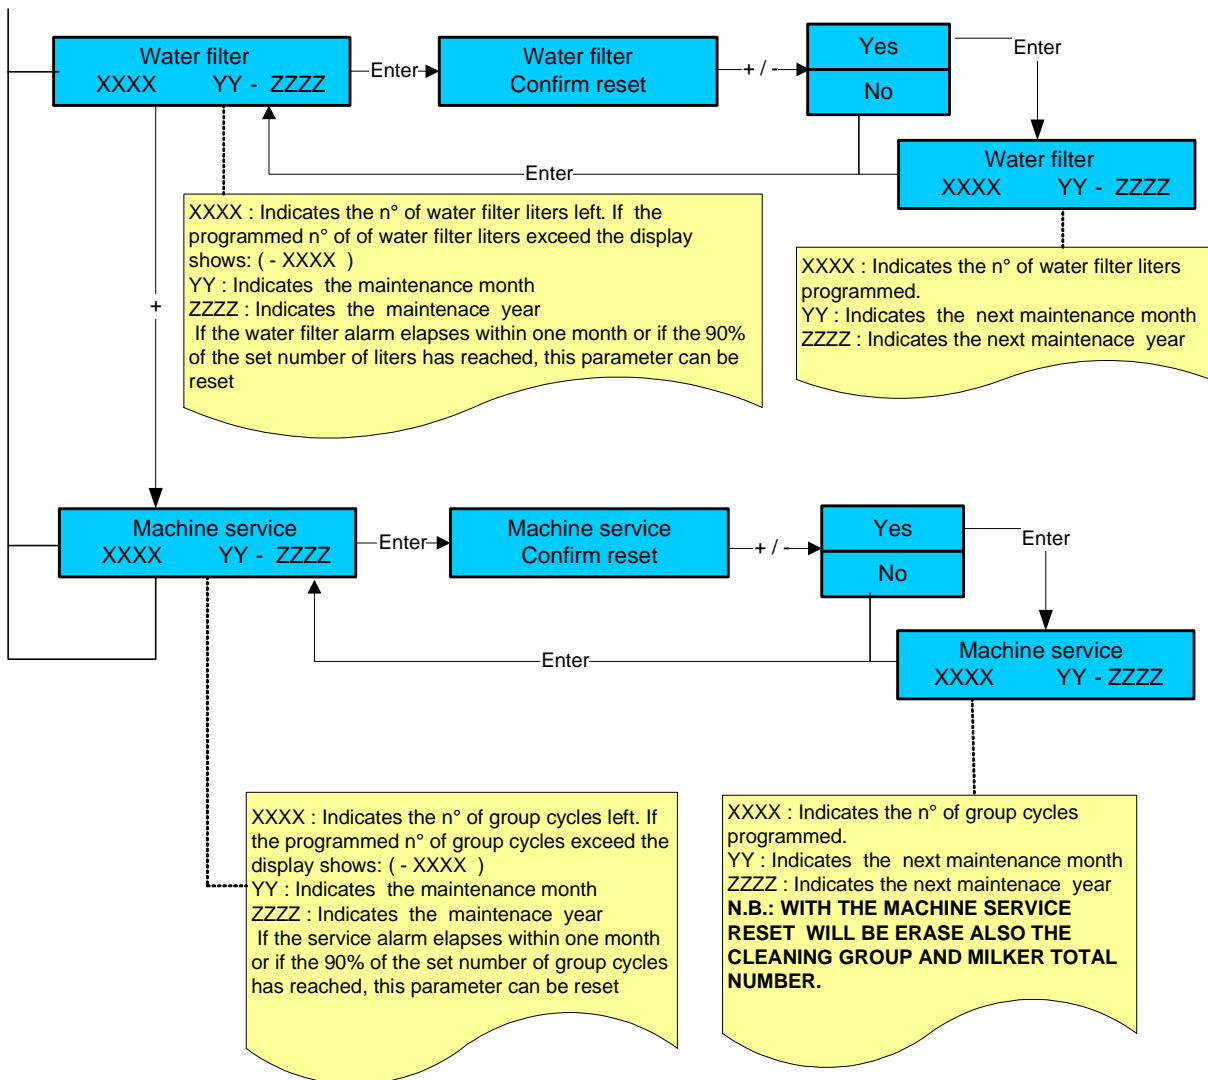 Water filter
XXXX YY - ZZZZ
Enter
Water filter
Confirm reset
+ / -
Yes
No
Enter
Water filter
XXXX YY - ZZZZ
Enter
XXXX : Indicates the n° of water filter liters left. If the
programmed n° of of water filter liters exceed the display
shows: ( - XXXX )
YY : Indicates the maintenance month
ZZZZ : Indicates the maintenace year
If the water filter alarm elapses within one month or if the 90%
of the set number of liters has reached, this parameter can be
reset
XXXX : Indicates the n° of water filter liters
programmed.
YY : Indicates the next maintenance month
ZZZZ : Indicates the next maintenace year
+
Machine service
XXXX YY - ZZZZ
Enter
Machine service
Confirm reset
+ / -
Yes
No
Enter
Machine service
XXXX YY - ZZZZ
Enter
XXXX : Indicates the n° of group cycles left. If
the programmed n° of group cycles exceed the
display shows: ( - XXXX )
YY : Indicates the maintenance month
ZZZZ : Indicates the maintenace year
If the service alarm elapses within one month
or if the 90% of the set number of group cycles
has reached, this parameter can be reset
XXXX : Indicates the n° of group cycles
programmed.
YY : Indicates the next maintenance month
ZZZZ : Indicates the next maintenace year
N.B.: WITH THE MACHINE SERVICE
RESET WILL BE ERASE ALSO THE
CLEANING GROUP AND MILKER TOTAL
NUMBER.